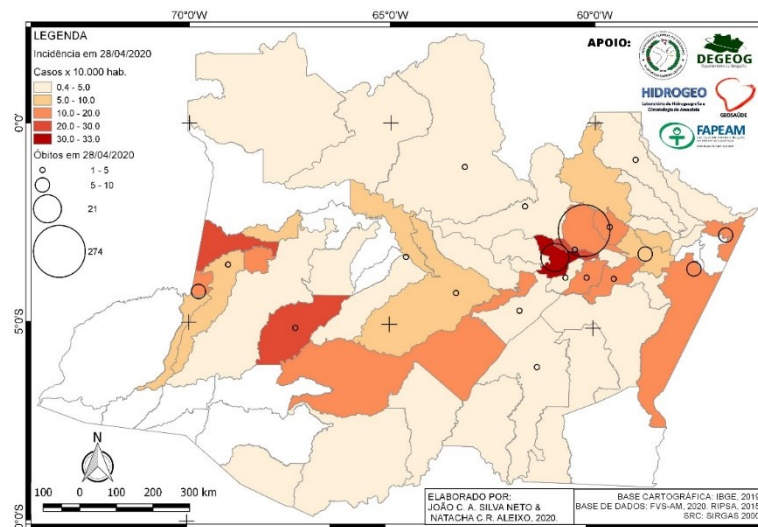 70°0'W
65°0'W
60°0'W
LEGENDA
Incidência em 28/04/2020
Casos x 10.000 hab.
0.4 - 5.0
5.0 - 10.0
10.0 - 20.0
20.0 - 30.0
30.0 - 33.0
Óbitos em 28/04/2020
1 - 5
5 - 10
21
274
APOIO:
DEGEOG
HIDROGEO
GEOSAÚDE
FAPEAM
0°0'
5°0'S
N
100 0 100 200 300 km
ELABORADO POR:
JOÃO C. A. SILVA NETO &
NATACHA C.R. ALEIXO, 2020.
BASE CARTOGRÁFICA: IBGE, 2019
BASE DE DADOS: FVS-AM, 2020. RIPSA, 2015
SRC: SIRGAS 2000